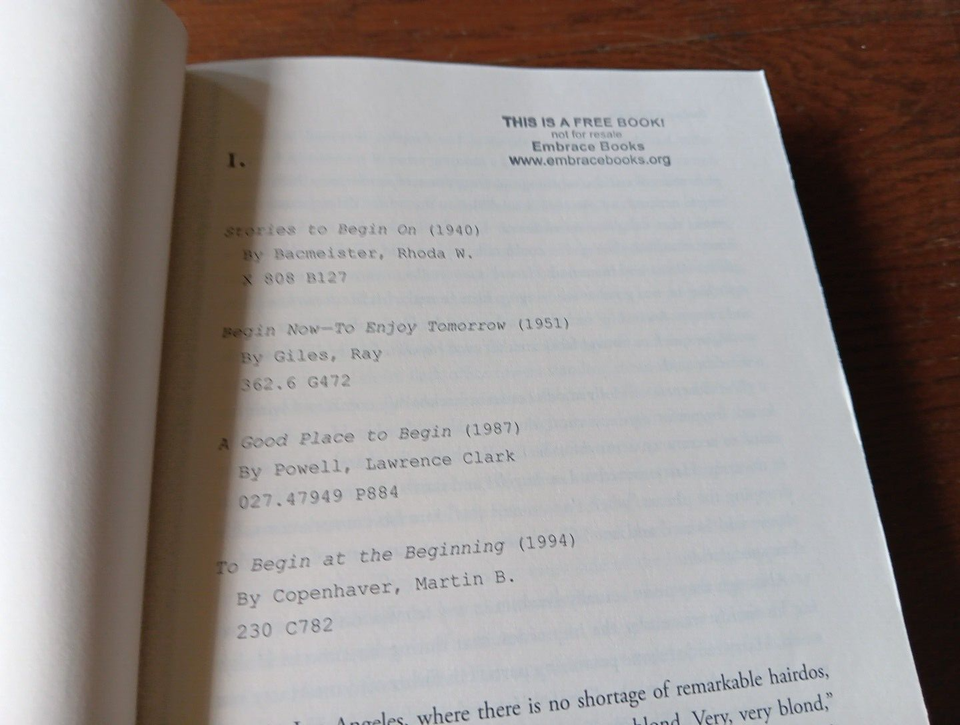 THIS IS A FREE BOOK!
not for resale
Embrace Books
www.embracebooks.org
I.
Stories to Begin On (1940)
By Bacmeister, Rhoda W.
X 808 B127
Begin Now—To Enjoy Tomorrow (1951)
By Giles, Ray
362.6 G472
A Good Place to Begin (1987)
By Powell, Lawrence Clark
027.47949 P884
To Begin at the Beginning (1994)
By Copenhaver, Martin B.
230 C782
Angeles, where there is no shortage of remarkable hairdos,
blond. Very, very blond,”